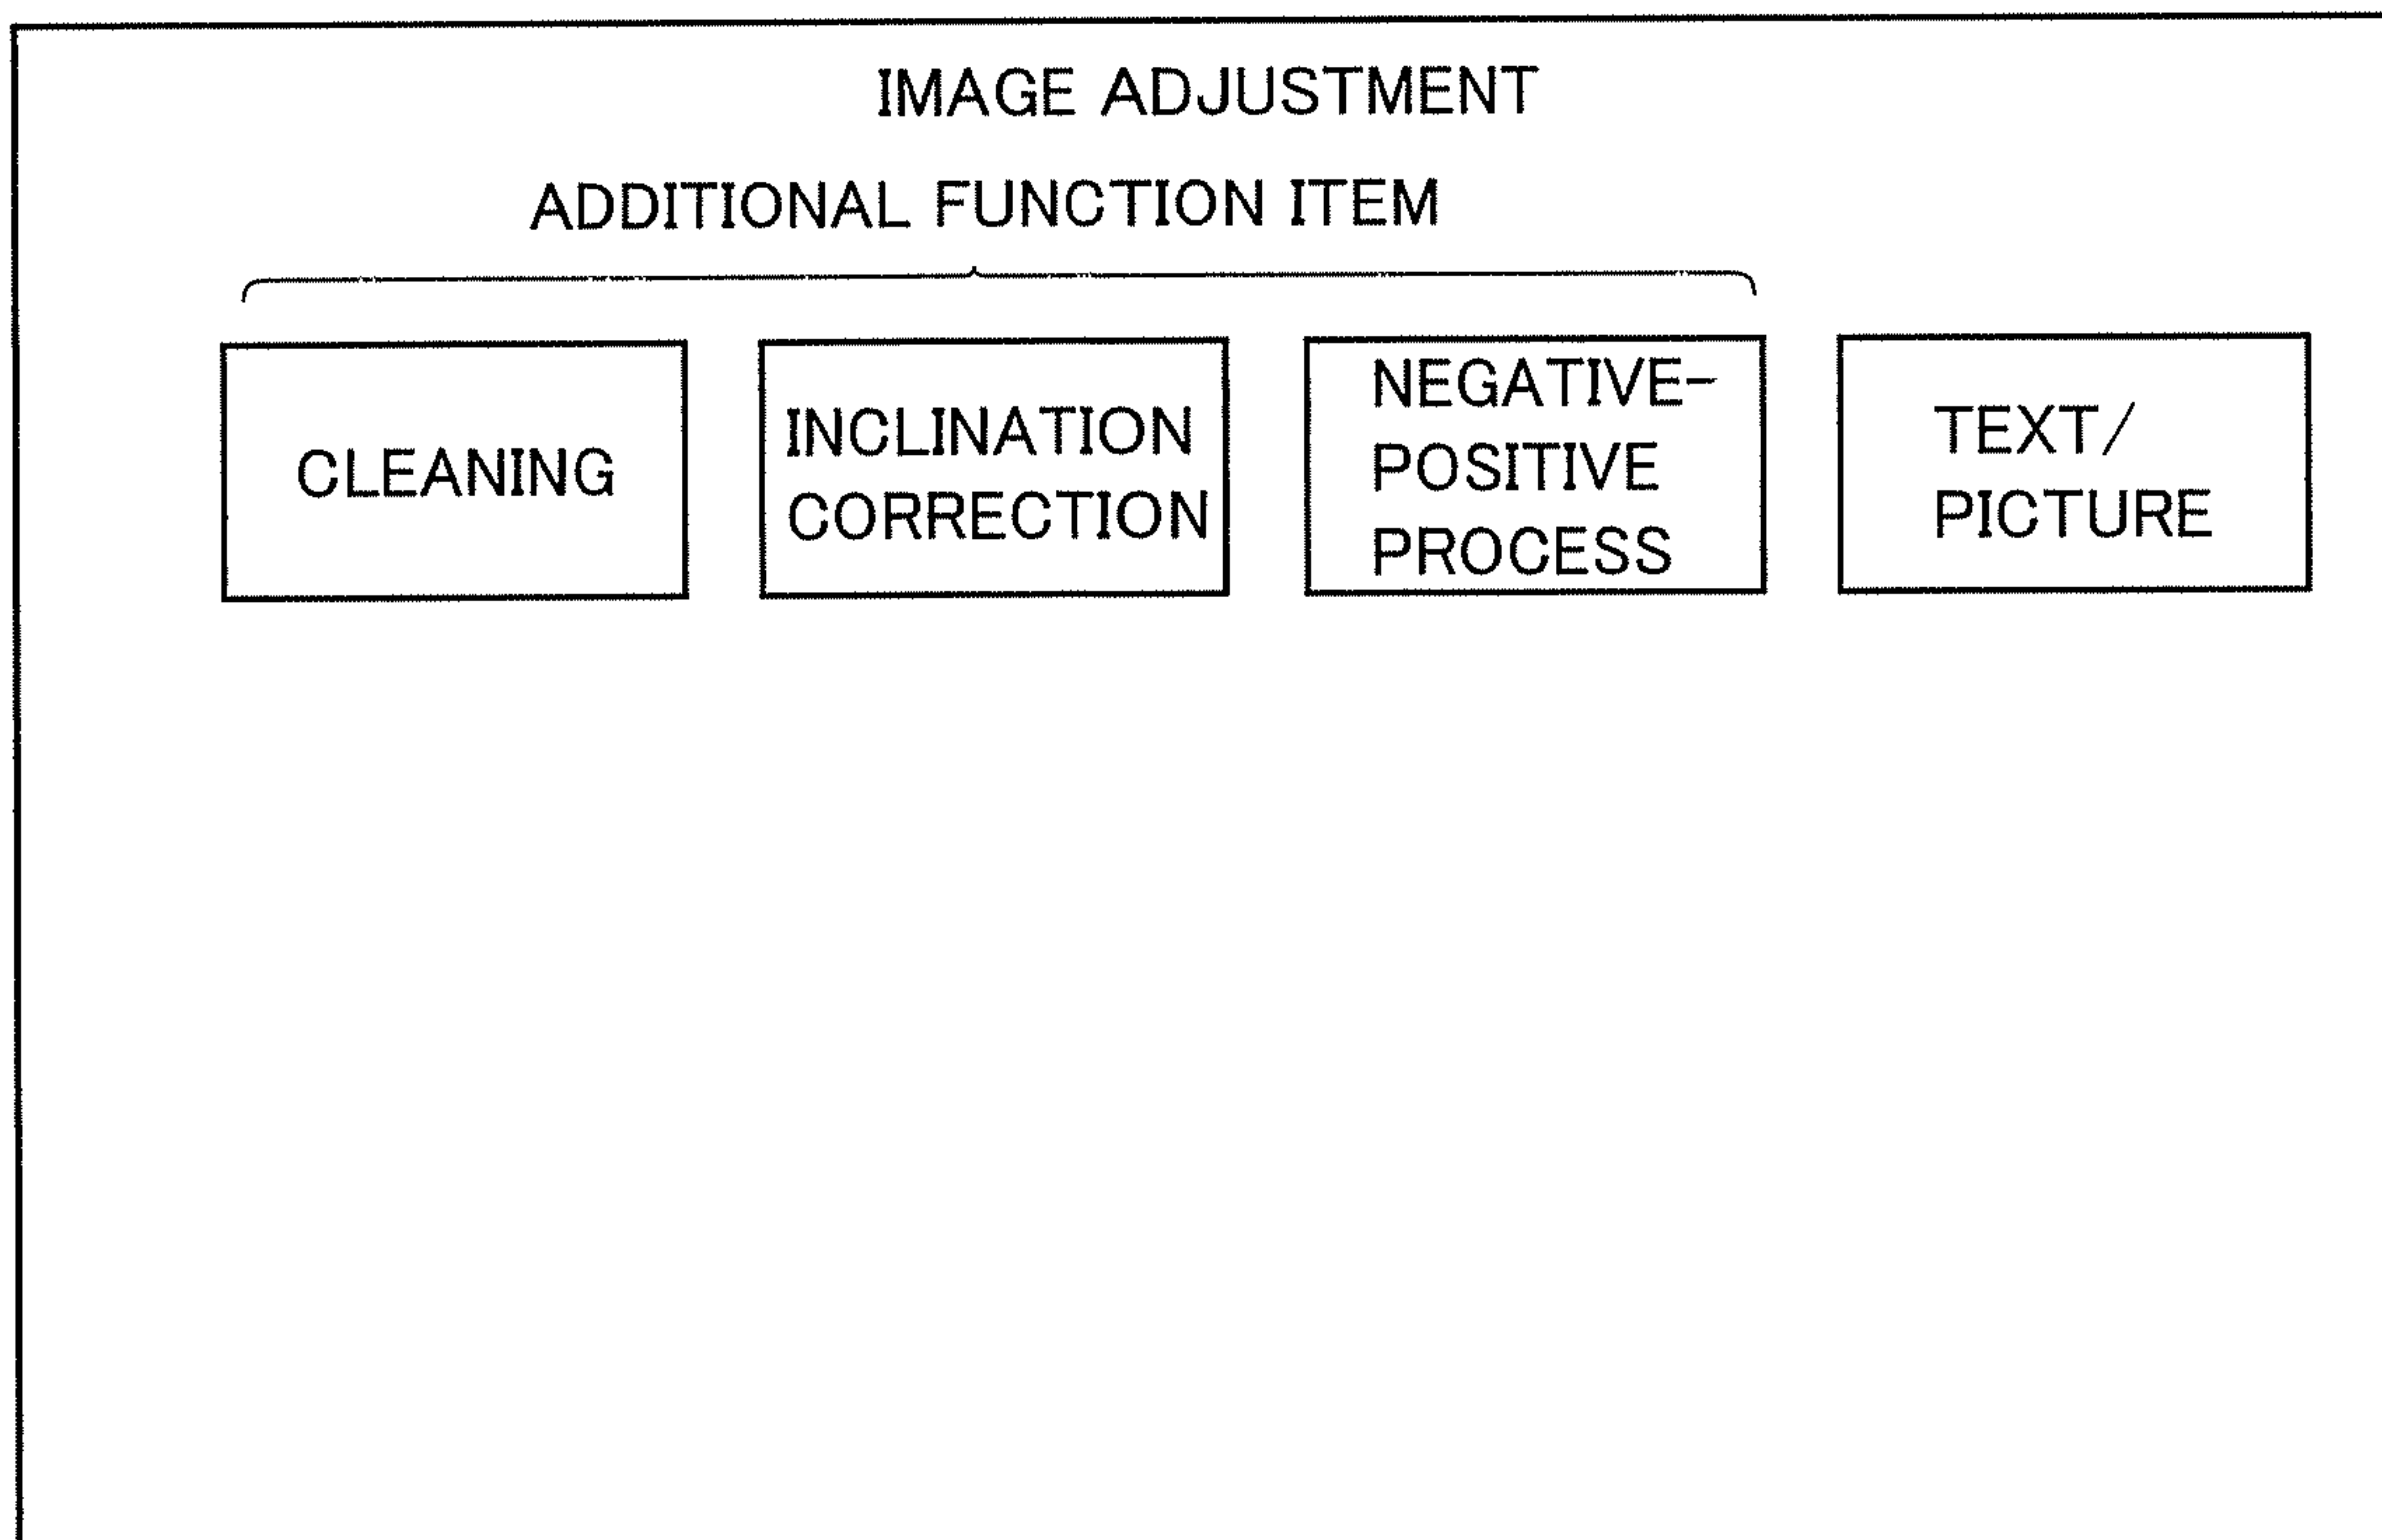 IMAGE ADJUSTMENT
ADDITIONAL FUNCTION ITEM
CLEANING
INCLINATION
CORRECTION
NEGATIVE-
POSITIVE
PROCESS
TEXT/
PICTURE